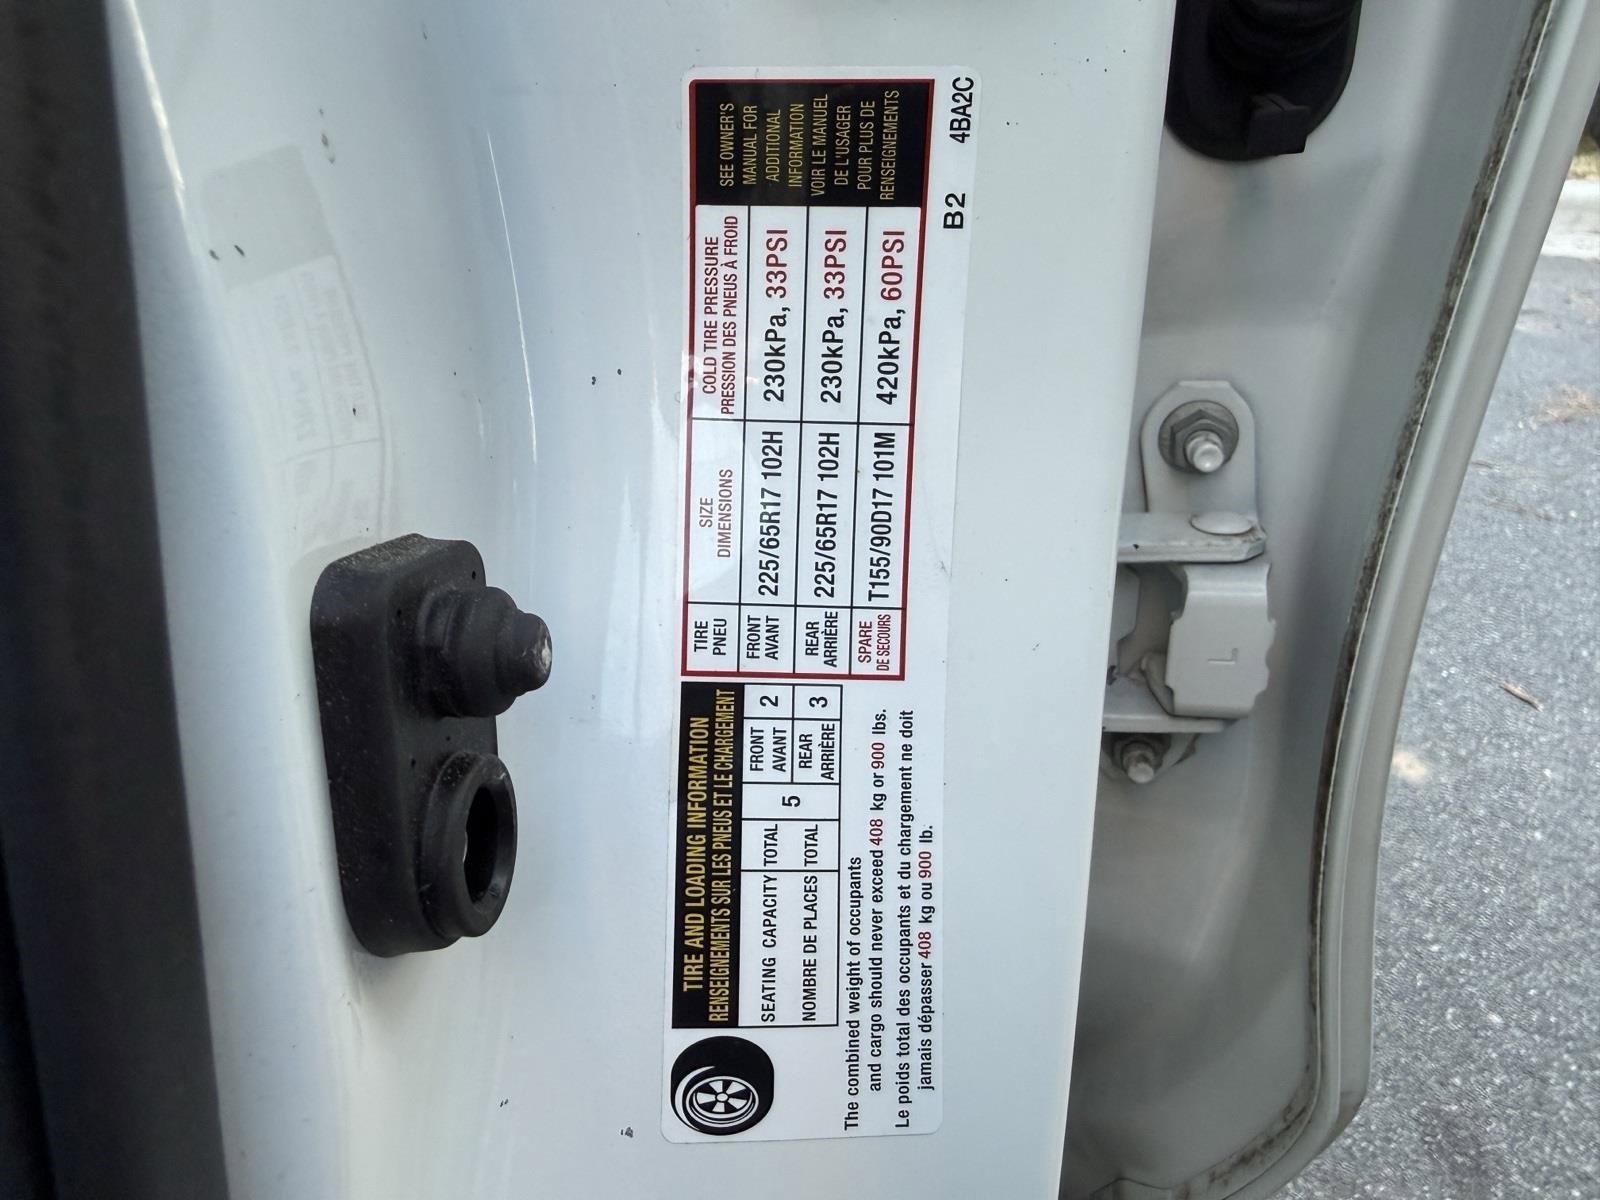 TIRE AND LOADING INFORMATION
RENSEIGNEMENTS SUR LES PNEUS ET LE CHARGEMENT
SEATING CAPACITY TOTAL 5 FRONT AVANT 2
NOMBRE DE PLACES TOTAL REAR ARRIÈRE 3
The combined weight of occupants
and cargo should never exceed 408 kg or 900 lbs.
Le poids total des occupants et du chargement ne doit
jamais dépasser 408 kg ou 900 lb.
TIRE SIZE COLD TIRE PRESSURE
PNEU DIMENSIONS PRESSION DES PNEUS À FROID
FRONT
AVANT 225/65R17 102H 230kPa, 33PSI
REAR
ARRIÈRE 225/65R17 102H 230kPa, 33PSI
SPARE
DE SECOURS T155/90D17 101M 420kPa, 60PSI
SEE OWNER'S
MANUAL FOR
ADDITIONAL
INFORMATION
VOIR LE MANUEL
DE L'USAGER
POUR PLUS DE
RENSEIGNEMENTS
B2 4BA2C
L